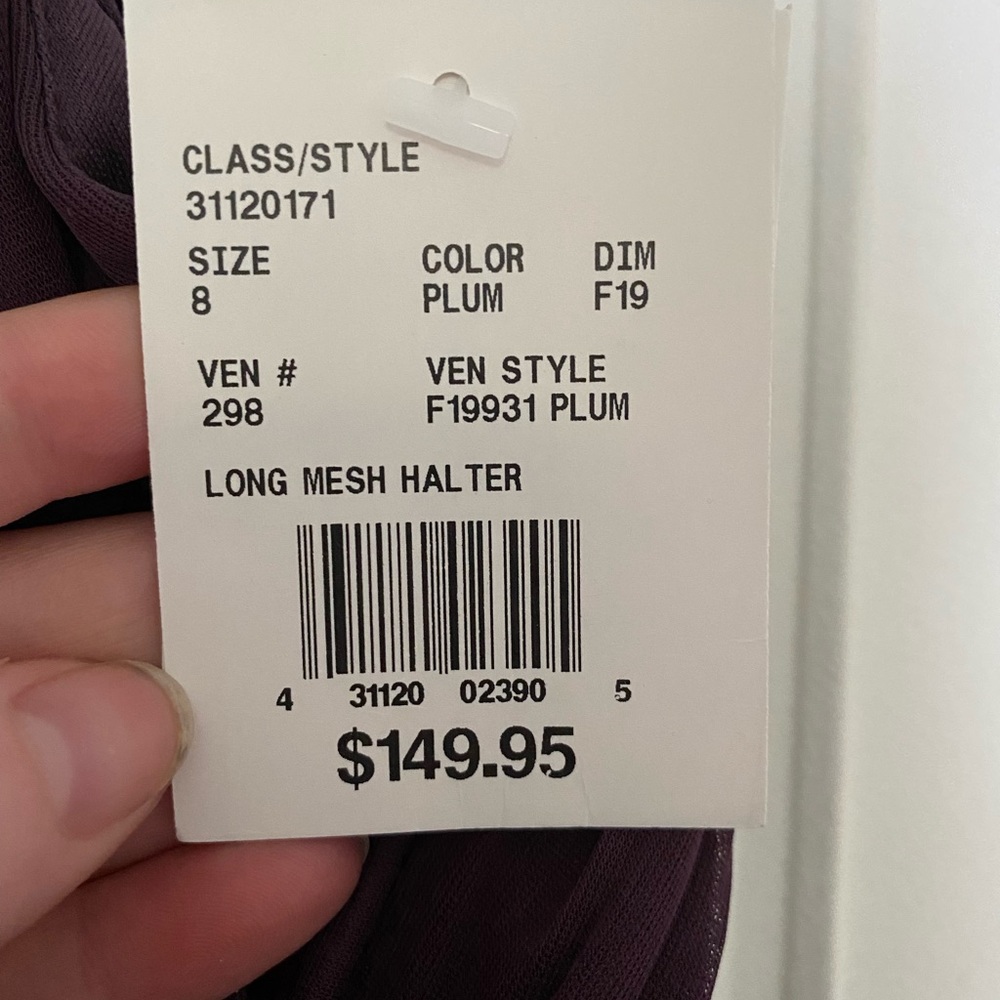 CLASS/STYLE
31120171
SIZE COLOR DIM
8 PLUM F19
VEN # VEN STYLE
298 F19931 PLUM
LONG MESH HALTER
4 31120 02390 5
$149.95